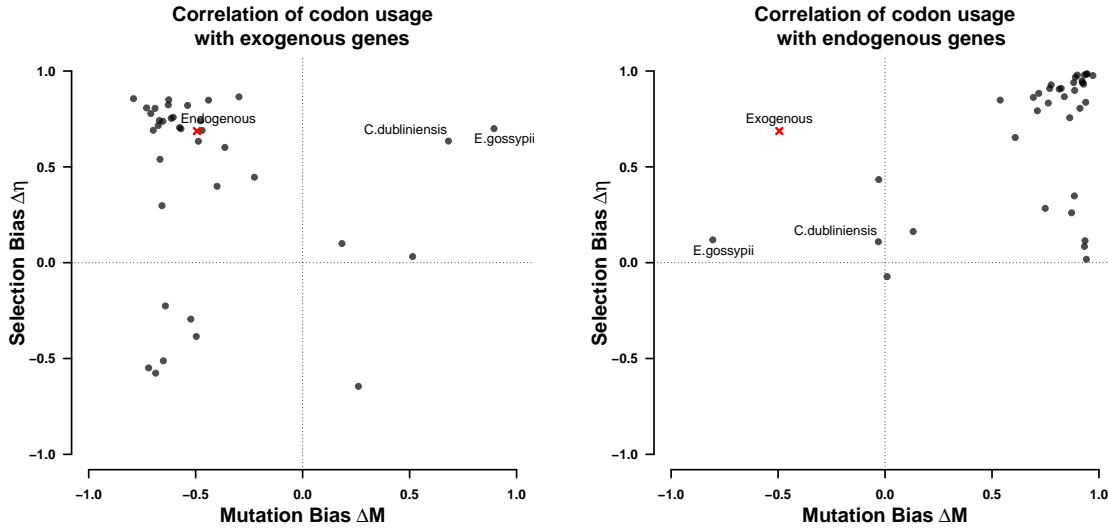 Correlation of codon usage
with exogenous genes
1.0
0.5
0.0
−0.5
−1.0
Selection Bias Δη
Endogenous
C.dubliniensis
E.gossypii
−1.0
−0.5
0.0
0.5
1.0
Mutation Bias ΔM
Correlation of codon usage
with endogenous genes
1.0
0.5
0.0
−0.5
−1.0
Selection Bias Δη
Exogenous
C.dubliniensis
E.gossypii
−1.0
−0.5
0.0
0.5
1.0
Mutation Bias ΔM